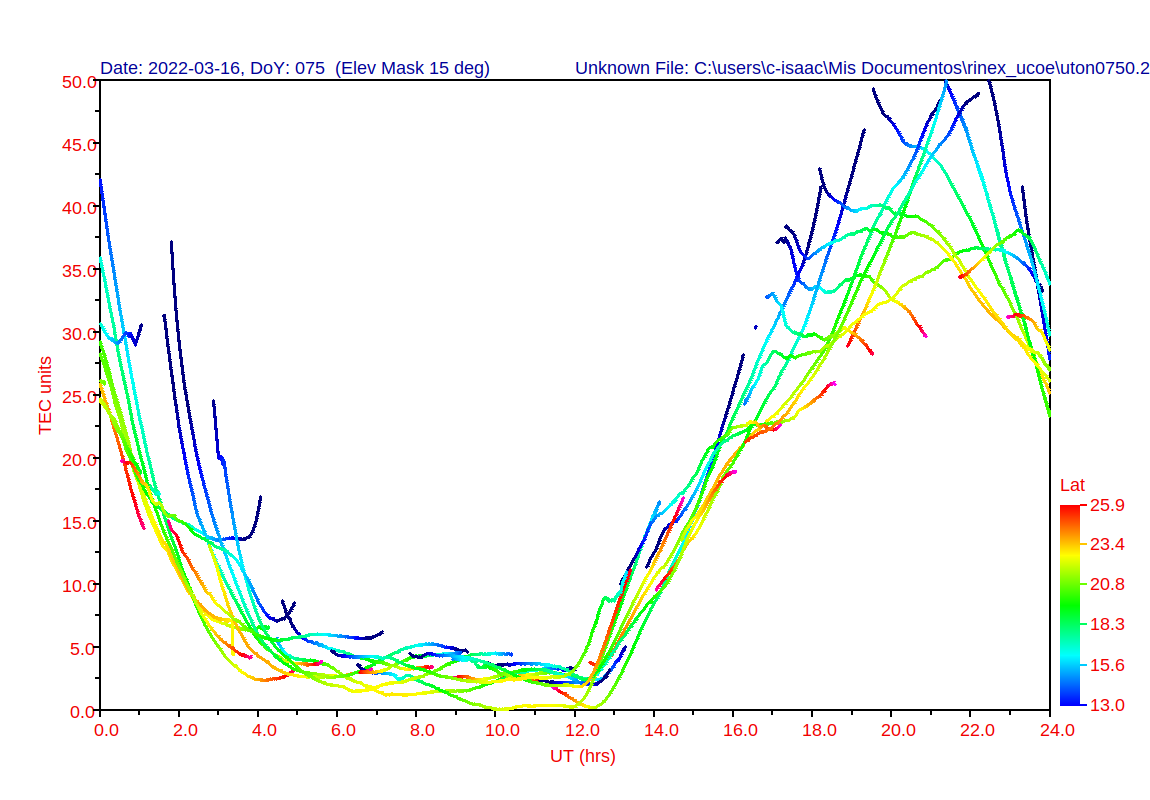 Date: 2022-03-16, DoY: 075  (Elev Mask 15 deg)
Unknown File: C:\users\c-isaac\Mis Documentos\rinex_ucoe\uton0750.2
50.0
45.0
40.0
35.0
30.0
25.0
20.0
15.0
10.0
5.0
0.0
TEC units
0.0 2.0 4.0 6.0 8.0 10.0 12.0 14.0 16.0 18.0 20.0 22.0 24.0
UT (hrs)
Lat
25.9
23.4
20.8
18.3
15.6
13.0